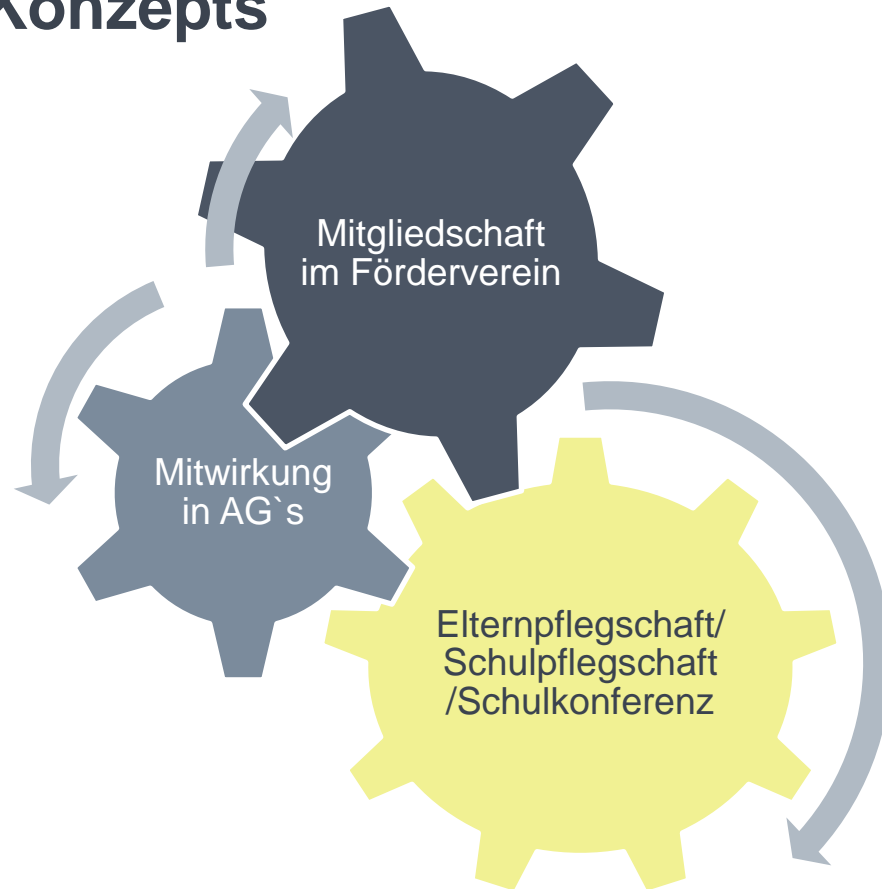 Konzepts
Mitgliedschaft
im Förderverein
Mitwirkung
in AG`s
Elternpflegschaft/
Schulpflegschaft
/Schulkonferenz